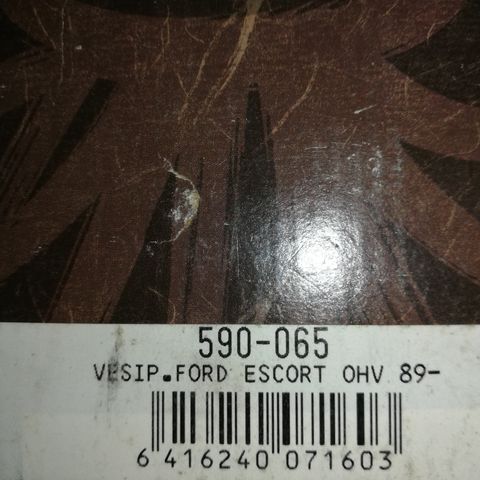 590-065
VESIP.FORD ESCORT OHV 89-
6 416240 071603